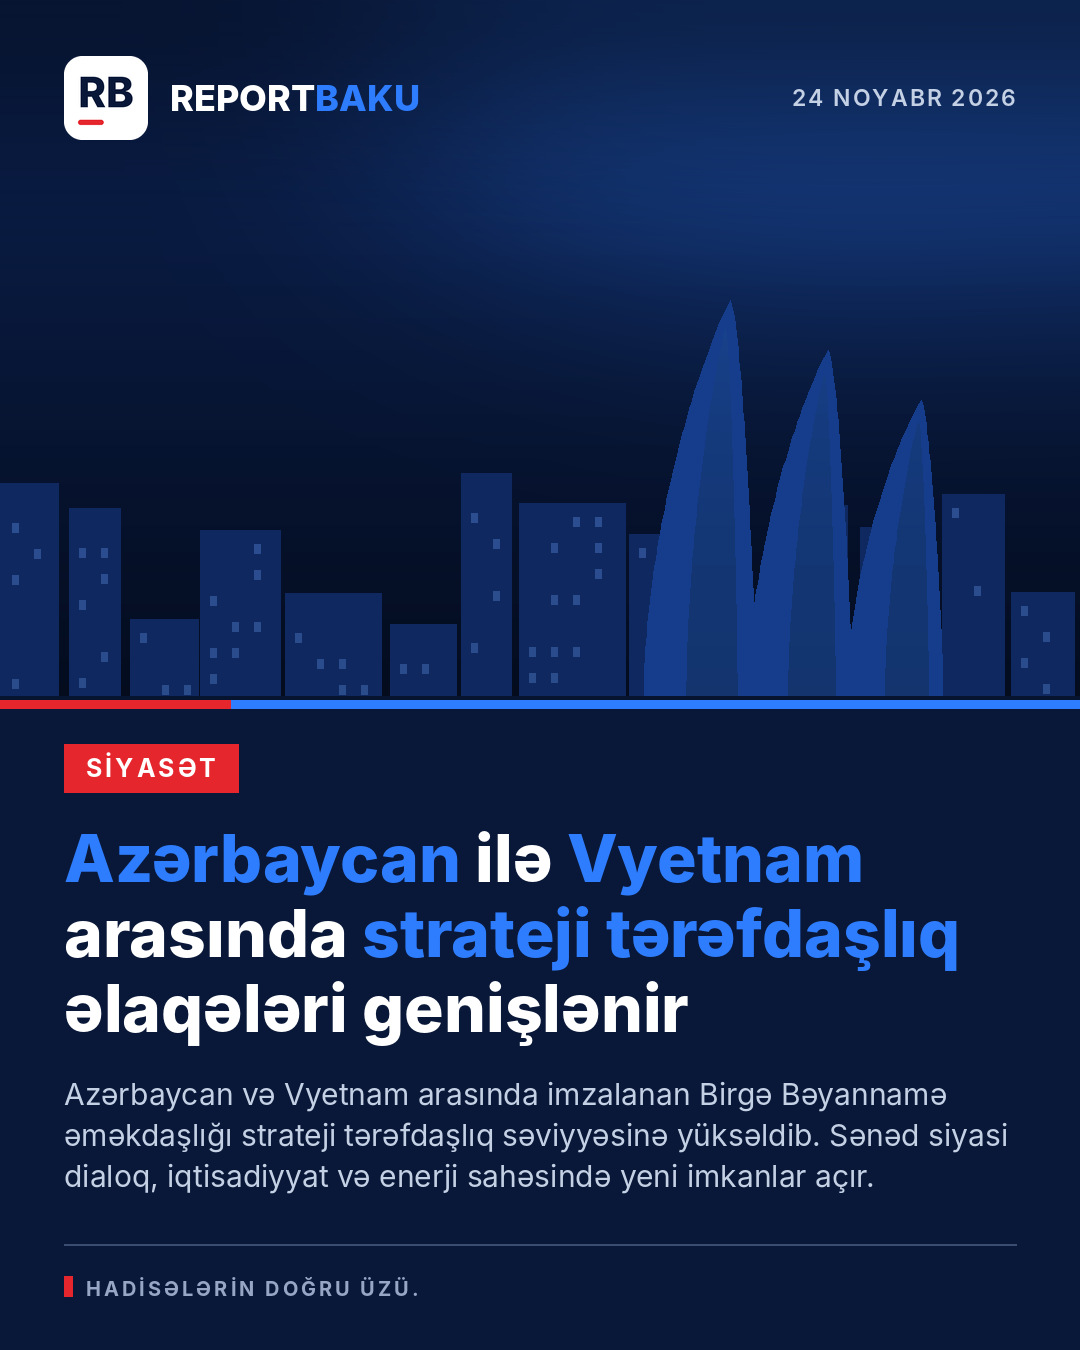 RB
REPORTBAKU
24 NOYABR 2026
SİYASƏT
Azərbaycan ilə Vyetnam
arasında strateji tərəfdaşlıq
əlaqələri genişlənir
Azərbaycan və Vyetnam arasında imzalanan Birgə Bəyannamə
əməkdaşlığı strateji tərəfdaşlıq səviyyəsinə yüksəldib. Sənəd siyasi
dialoq, iqtisadiyyat və enerji sahəsində yeni imkanlar açır.
HADİSƏLƏRİN DOĞRU ÜZÜ.